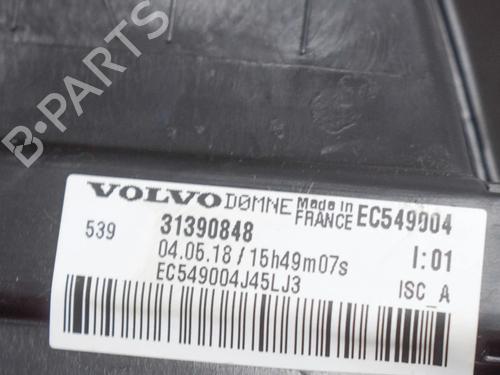 B-PARTS
VOLVO DØMNE Made in FRANCE EC549004
539 31390848
04.05.18 / 15h49m07s I:01
EC549004J45LJ3 ISC_A